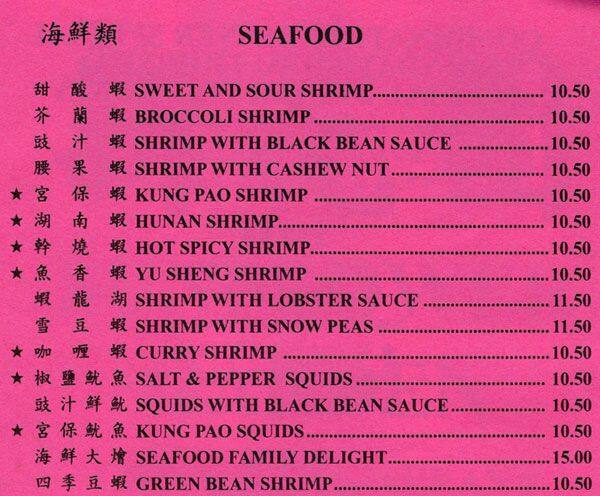 海鮮類 SEAFOOD
甜酸蝦 SWEET AND SOUR SHRIMP 10.50
芥蘭蝦 BROCCOLI SHRIMP 10.50
豉汁蝦 SHRIMP WITH BLACK BEAN SAUCE 10.50
腰果蝦 SHRIMP WITH CASHEW NUT 10.50
★ 宮保蝦 KUNG PAO SHRIMP 10.50
★ 湖南蝦 HUNAN SHRIMP 10.50
★ 幹燒蝦 HOT SPICY SHRIMP 10.50
★ 魚香蝦 YU SHENG SHRIMP 10.50
蝦龍湖 SHRIMP WITH LOBSTER SAUCE 11.50
雪豆蝦 SHRIMP WITH SNOW PEAS 11.50
★ 咖喱蝦 CURRY SHRIMP 10.50
★ 椒鹽魷魚 SALT & PEPPER SQUIDS 10.50
豉汁鮮魷 SQUIDS WITH BLACK BEAN SAUCE 10.50
★ 宮保魷魚 KUNG PAO SQUIDS 10.50
海鮮大燴 SEAFOOD FAMILY DELIGHT 15.00
四季豆蝦 GREEN BEAN SHRIMP 10.50